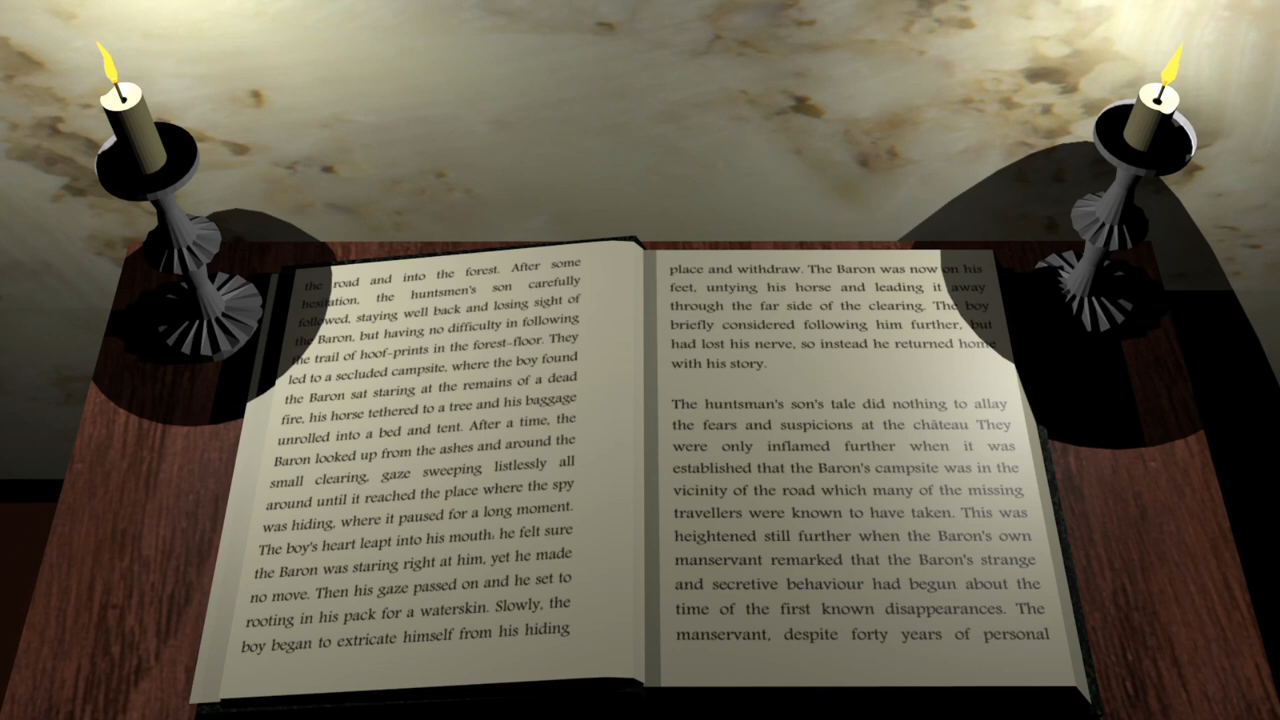 the road and into the forest. After some
hesitation, the huntsmen's son carefully
followed, staying well back and losing sight of
the Baron, but having no difficulty in following
the trail of hoof-prints in the forest-floor. They
led to a secluded campsite, where the boy found
the Baron sat staring at the remains of a dead
fire, his horse tethered to a tree and his baggage
unrolled into a bed and tent. After a time, the
Baron looked up from the ashes and around the
small clearing, gaze sweeping listlessly all
around until it reached the place where the spy
was hiding, where it paused for a long moment.
The boy's heart leapt into his mouth, he felt sure
the Baron was staring right at him, yet he made
no move. Then his gaze passed on and he set to
rooting in his pack for a waterskin. Slowly, the
boy began to extricate himself from his hiding
place and withdraw. The Baron was now on his
feet, untying his horse and leading it away
through the far side of the clearing. The boy
briefly considered following him further, but
had lost his nerve, so instead he returned home
with his story.
The huntsman's son's tale did nothing to allay
the fears and suspicions at the château They
were only inflamed further when it was
established that the Baron's campsite was in the
vicinity of the road which many of the missing
travellers were known to have taken. This was
heightened still further when the Baron's own
manservant remarked that the Baron's strange
and secretive behaviour had begun about the
time of the first known disappearances. The
manservant, despite forty years of personal